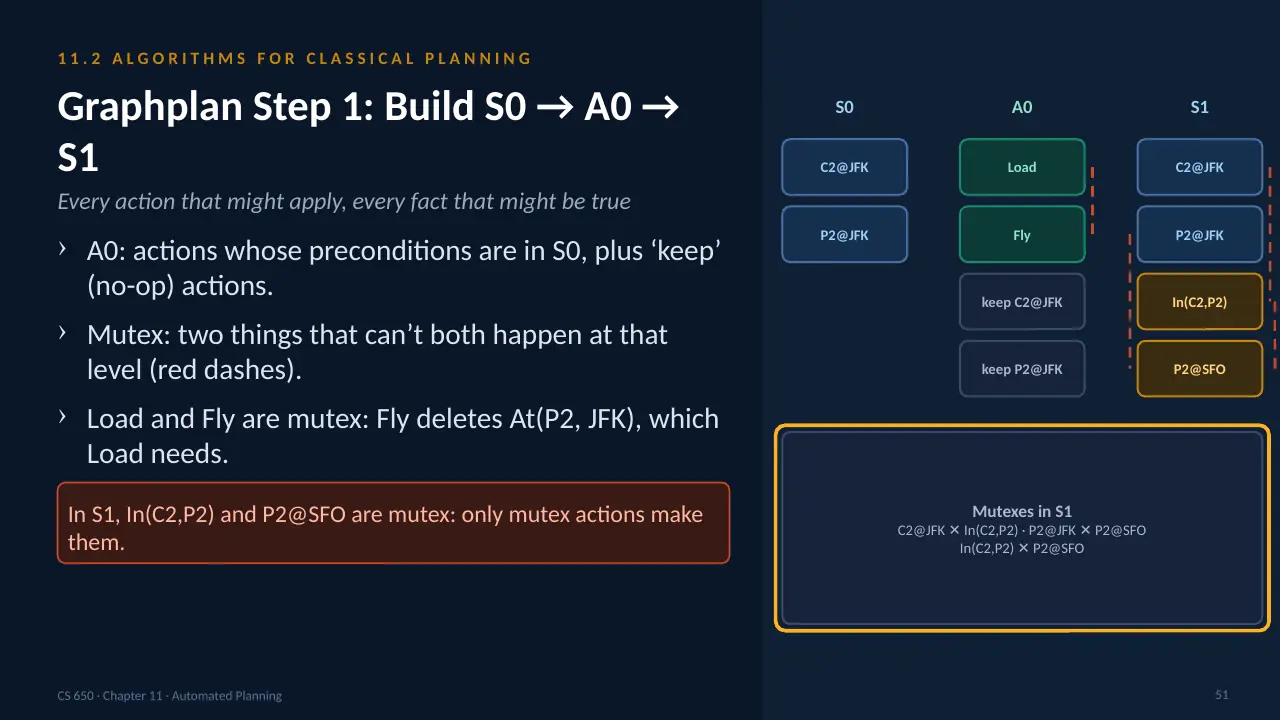 11.2 ALGORITHMS FOR CLASSICAL PLANNING
Graphplan Step 1: Build S0 → A0 →
S1
Every action that might apply, every fact that might be true
› A0: actions whose preconditions are in S0, plus ‘keep’
(no-op) actions.
› Mutex: two things that can’t both happen at that
level (red dashes).
› Load and Fly are mutex: Fly deletes At(P2, JFK), which
Load needs.
In S1, In(C2,P2) and P2@SFO are mutex: only mutex actions make
them.
S0
A0
S1
C2@JFK
Load
C2@JFK
P2@JFK
Fly
P2@JFK
keep C2@JFK
In(C2,P2)
keep P2@JFK
P2@SFO
Mutexes in S1
C2@JFK ✕ In(C2,P2) · P2@JFK ✕ P2@SFO
In(C2,P2) ✕ P2@SFO
CS 650 · Chapter 11 · Automated Planning
51